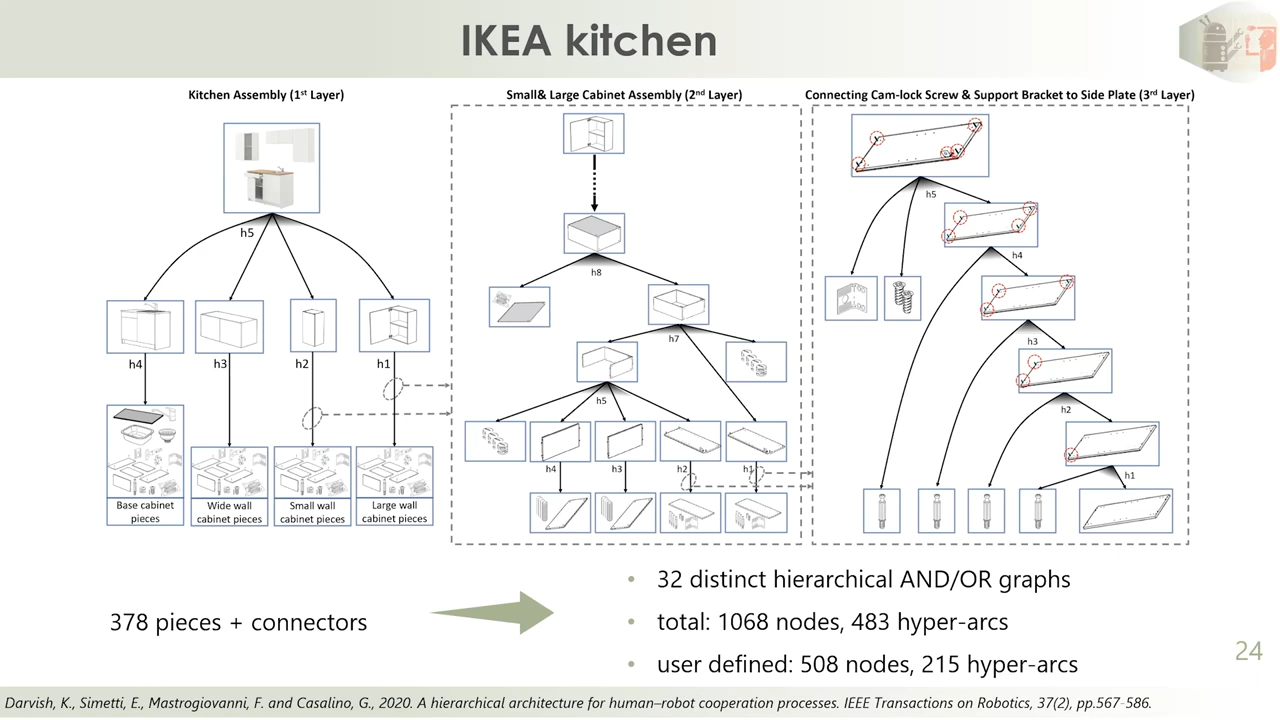 IKEA kitchen
Kitchen Assembly (1st Layer)
h5
h4
h3
h2
h1
Base cabinet
pieces
Wide wall
cabinet pieces
Small wall
cabinet pieces
Large wall
cabinet pieces
Small& Large Cabinet Assembly (2nd Layer)
h8
h7
h5
h4
h3
h2
h1
Connecting Cam-lock Screw & Support Bracket to Side Plate (3rd Layer)
h5
h4
h3
h2
h1
378 pieces + connectors
• 32 distinct hierarchical AND/OR graphs
• total: 1068 nodes, 483 hyper-arcs
• user defined: 508 nodes, 215 hyper-arcs
24
Darvish, K., Simetti, E., Mastrogiovanni, F. and Casalino, G., 2020. A hierarchical architecture for human–robot cooperation processes. IEEE Transactions on Robotics, 37(2), pp.567-586.